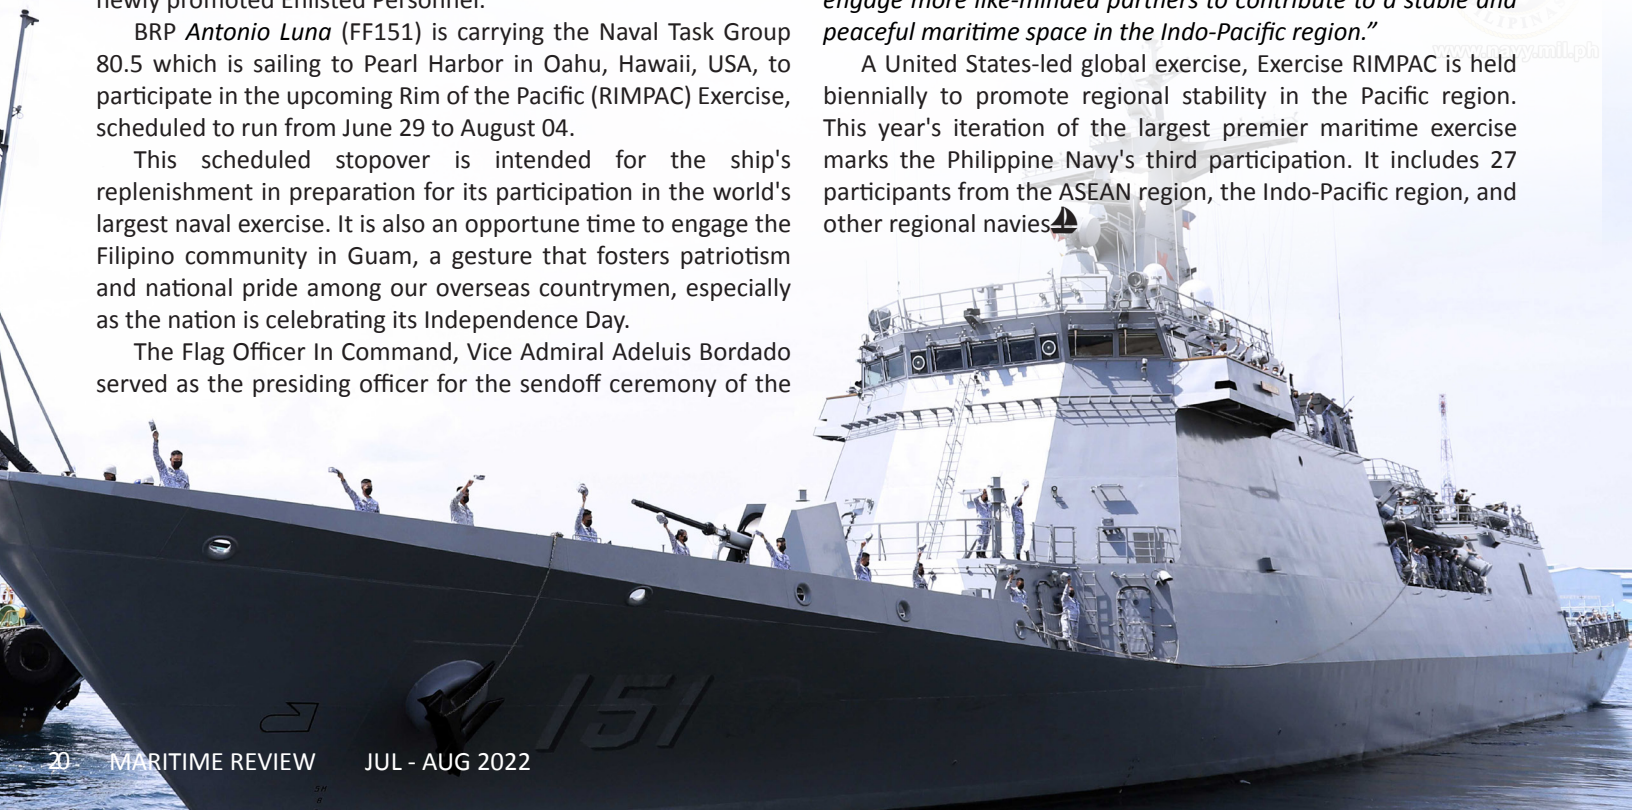 newly promoted Enlisted Personnel.
BRP Antonio Luna (FF151) is carrying the Naval Task Group
80.5 which is sailing to Pearl Harbor in Oahu, Hawaii, USA, to
participate in the upcoming Rim of the Pacific (RIMPAC) Exercise,
scheduled to run from June 29 to August 04.
This scheduled stopover is intended for the ship's
replenishment in preparation for its participation in the world's
largest naval exercise. It is also an opportune time to engage the
Filipino community in Guam, a gesture that fosters patriotism
and national pride among our overseas countrymen, especially
as the nation is celebrating its Independence Day.
The Flag Officer In Command, Vice Admiral Adeluis Bordado
served as the presiding officer for the sendoff ceremony of the
engage more like-minded partners to contribute to a stable and
peaceful maritime space in the Indo-Pacific region.”
A United States-led global exercise, Exercise RIMPAC is held
biennially to promote regional stability in the Pacific region.
This year's iteration of the largest premier maritime exercise
marks the Philippine Navy's third participation. It includes 27
participants from the ASEAN region, the Indo-Pacific region, and
other regional navies
www.navy.mil.ph
151
20 MARITIME REVIEW JUL - AUG 2022